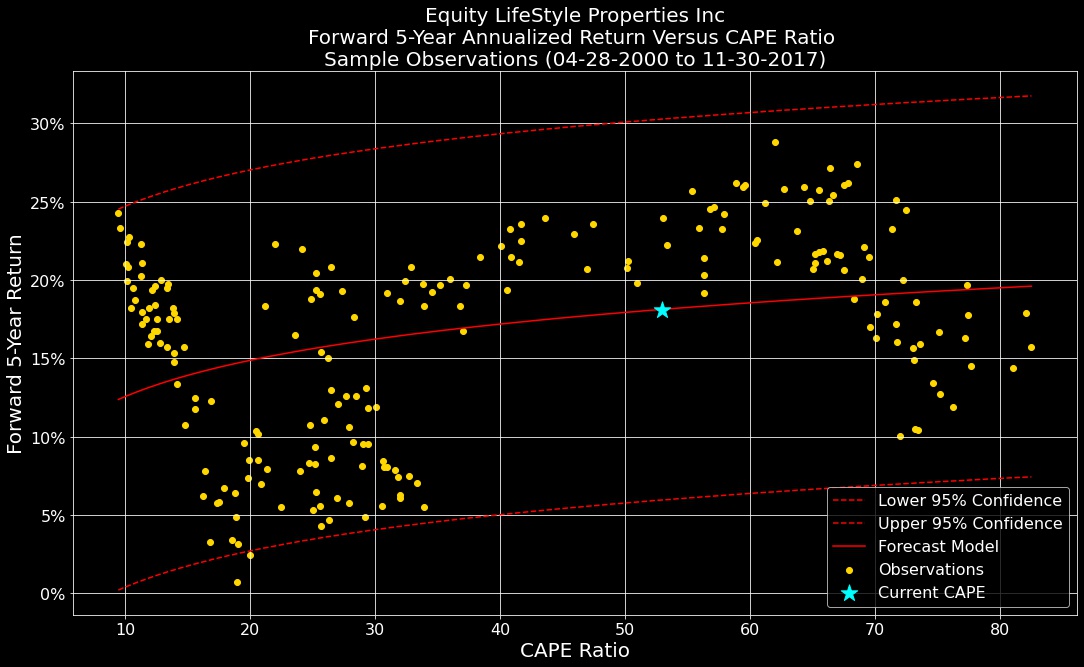 Equity LifeStyle Properties Inc
Forward 5-Year Annualized Return Versus CAPE Ratio
Sample Observations (04-28-2000 to 11-30-2017)
Forward 5-Year Return
30%
25%
20%
15%
10%
5%
0%
Lower 95% Confidence
Upper 95% Confidence
Forecast Model
Observations
Current CAPE
10 20 30 40 50 60 70 80
CAPE Ratio